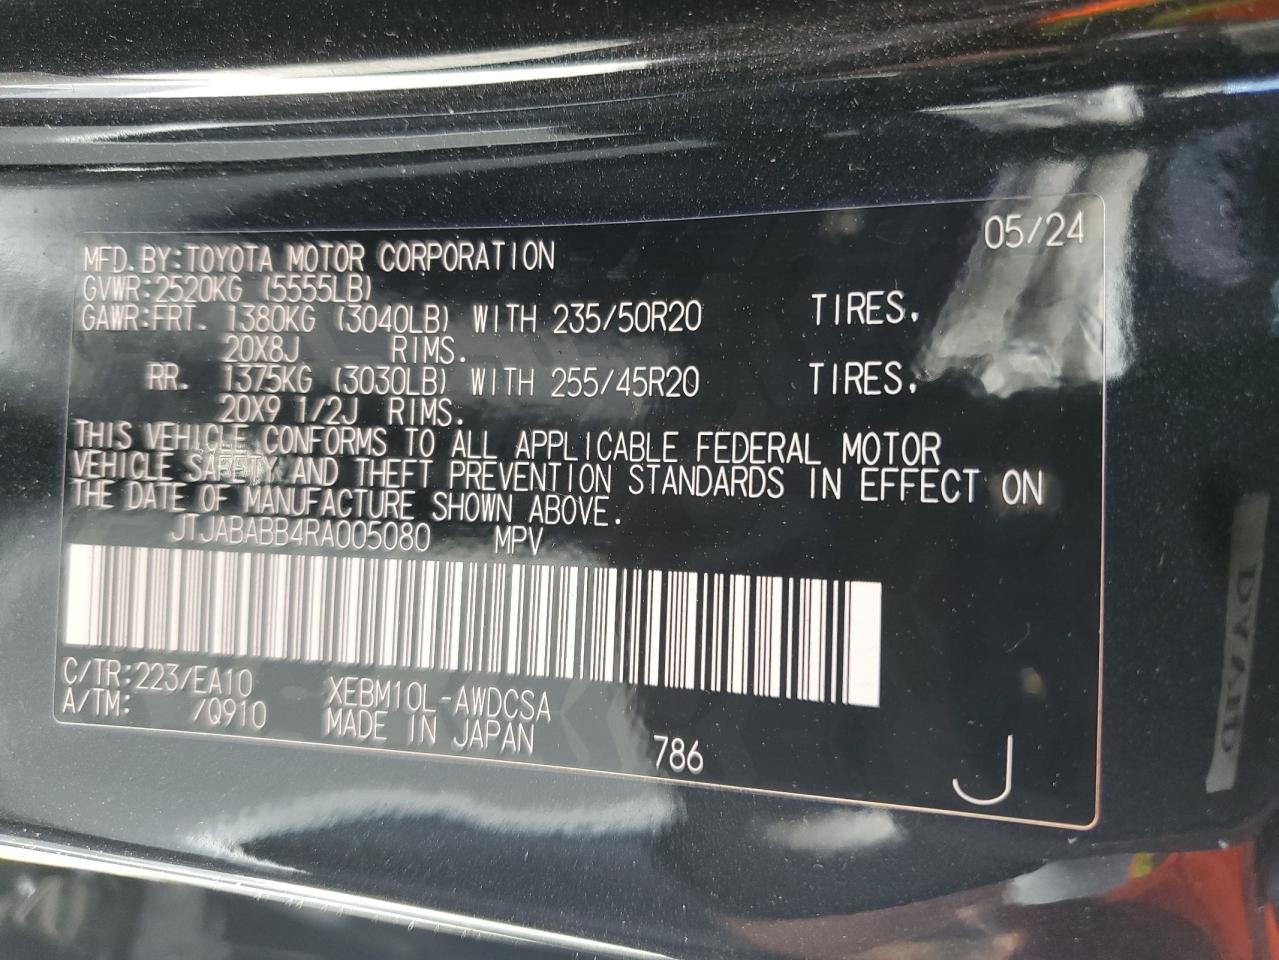 05/24
MFD.BY:TOYOTA MOTOR CORPORATION
GVWR:2520KG (5555LB)
GAWR:FRT. 1380KG (3040LB) WITH 235/50R20 TIRES,
20X8J RIMS.
RR. 1375KG (3030LB) WITH 255/45R20 TIRES,
20X9 1/2J RIMS.
THIS VEHICLE CONFORMS TO ALL APPLICABLE FEDERAL MOTOR
VEHICLE SAFETY AND THEFT PREVENTION STANDARDS IN EFFECT ON
THE DATE OF MANUFACTURE SHOWN ABOVE.
JTJABABB4RA005080 MPV
C/TR:223/EA10 XEBM10L-AWDCSA
A/TM: /Q910 MADE IN JAPAN
786
J